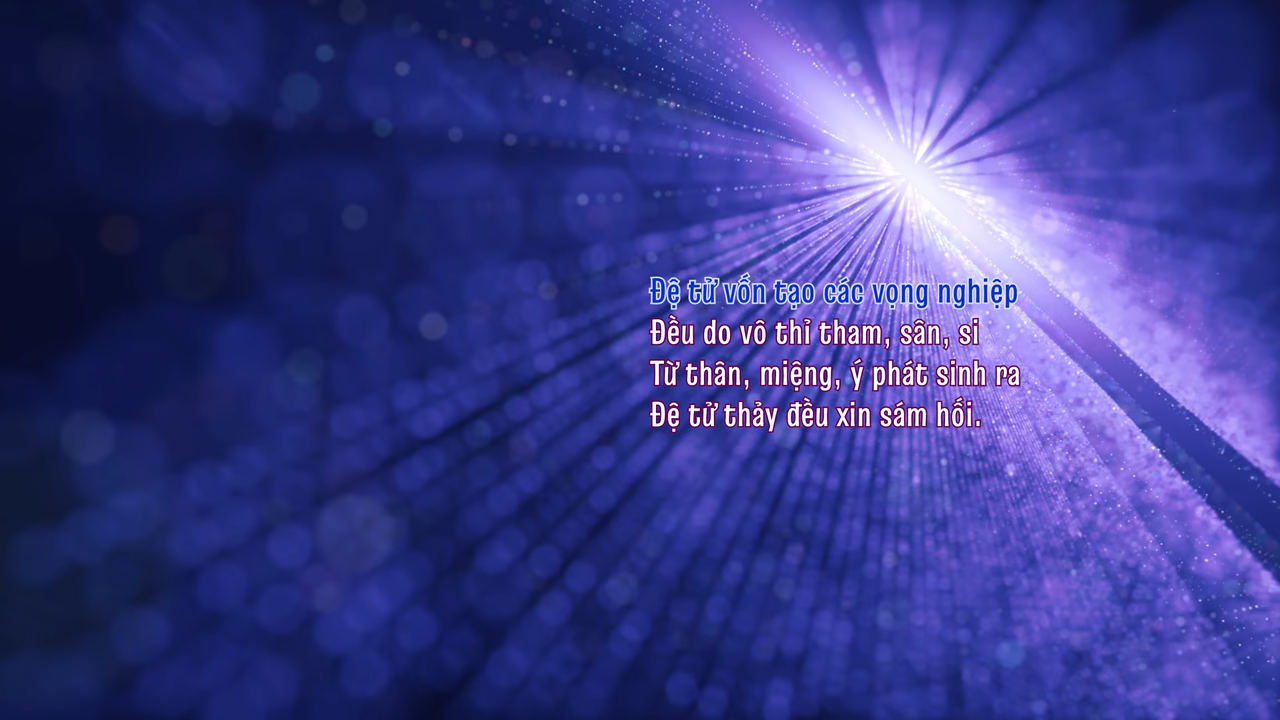 Đệ tử vốn tạo các vọng nghiệp
Đều do vô thỉ tham, sân, si
Từ thân, miệng, ý phát sinh ra
Đệ tử thảy đều xin sám hối.